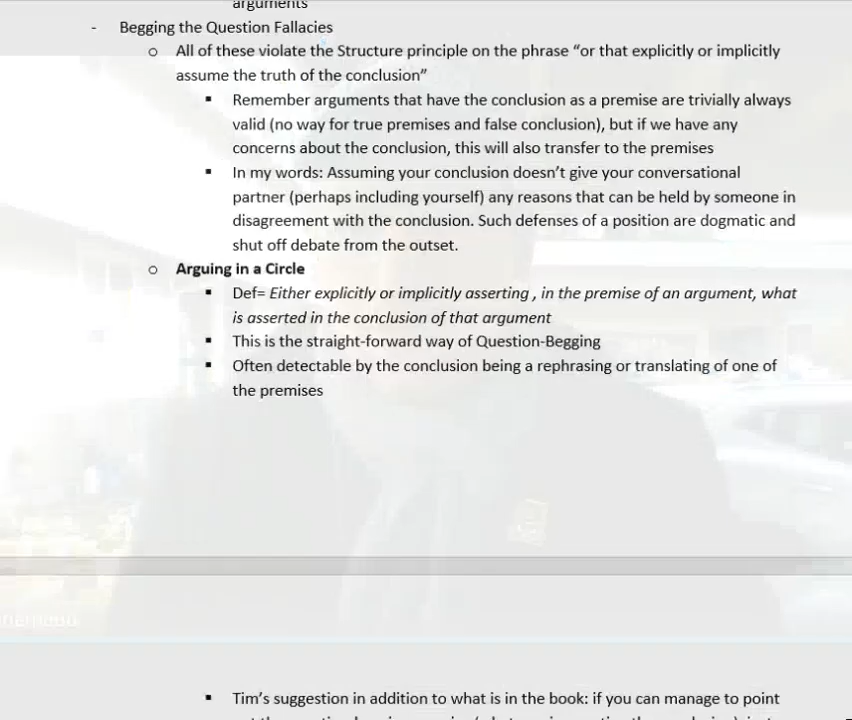 arguments
- Begging the Question Fallacies
o All of these violate the Structure principle on the phrase “or that explicitly or implicitly
assume the truth of the conclusion”
▪ Remember arguments that have the conclusion as a premise are trivially always
valid (no way for true premises and false conclusion), but if we have any
concerns about the conclusion, this will also transfer to the premises
▪ In my words: Assuming your conclusion doesn’t give your conversational
partner (perhaps including yourself) any reasons that can be held by someone in
disagreement with the conclusion. Such defenses of a position are dogmatic and
shut off debate from the outset.
o Arguing in a Circle
▪ Def= Either explicitly or implicitly asserting , in the premise of an argument, what
is asserted in the conclusion of that argument
▪ This is the straight-forward way of Question-Begging
▪ Often detectable by the conclusion being a rephrasing or translating of one of
the premises
▪ Tim’s suggestion in addition to what is in the book: if you can manage to point